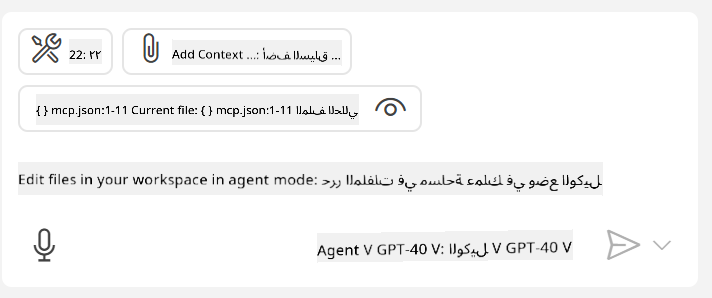 22: ٢٢
Add Context ...: أضف السياق ...
{ } mcp.json:1-11 Current file: { } mcp.json:1-11 الملف الحالي
Edit files in your workspace in agent mode: حرر الملفات في مساحة عملك في وضع الوكيل
Agent V GPT-40 V: الوكيل V GPT-40 V